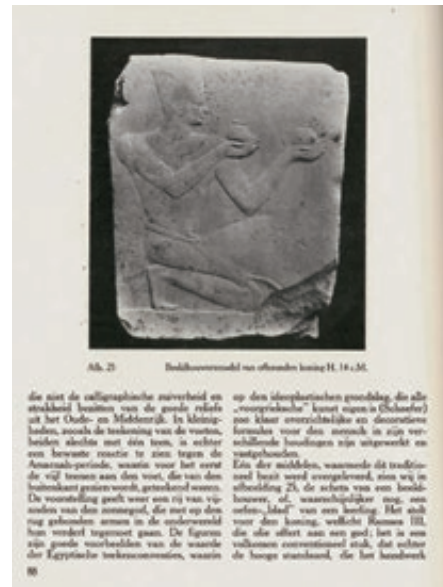 Afb. 25 Beeldhouwersmodel van offerenden koning H. 14 c.M.
die niet de calligraphische zuiverheid en
strakheid bezitten van de goede reliefs
uit het Oude- en Middenrijk. In kleinig-
heden, zooals de teekening van de voeten,
beiden slechts met één teen, is echter
een bewuste reactie te zien tegen de
Amarnah-periode, waarin voor het eerst
de vijf teenen aan den voet, die van den
buitenkant gezien wordt, geteekend waren.
De voorstelling geeft weer een rij van vij-
anden van den zonnegod, die met op den
rug gebonden armen in de onderwereld
hun verderf tegemoet gaan. De figuren
zijn goede voorbeelden van de waarde
der Egyptische teekenconventies, waarin
88
op den ideoplastischen grondslag, die alle
„voorgrieksche" kunst eigen is (Schaefer)
zoo klaar overzichtelijke en decoratieve
formules voor den mensch in zijn ver-
schillende houdingen zijn uitgewerkt en
vastgehouden.
Eén der middelen, waarmede dit traditio-
neel bezit werd overgeleverd, zien wij in
afbeelding 25, de schets van een beeld-
houwer, of, waarschijnlijker nog, een
oefen-„blad" van een leerling. Het stelt
voor den koning, wellicht Ramses III,
die olie offert aan een god; het is een
volkomen conventioneel stuk, dat echter
de hooge standaard, die het handwerk